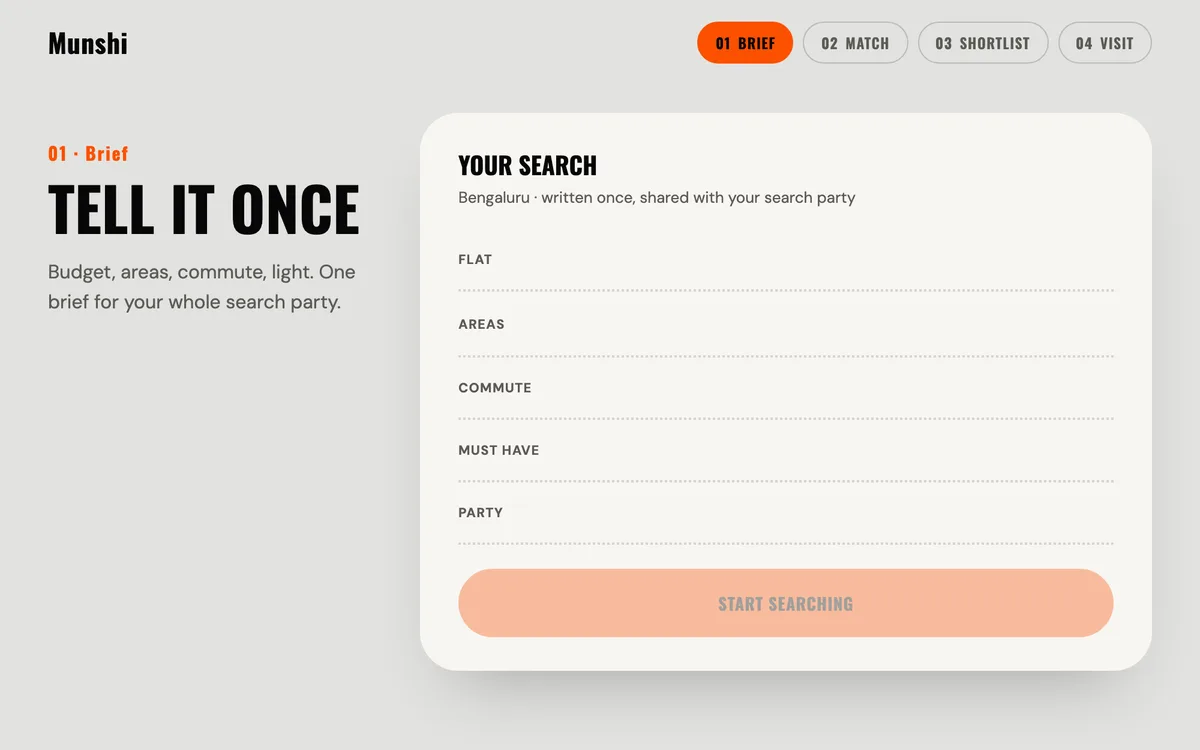 Munshi
01 BRIEF
02 MATCH
03 SHORTLIST
04 VISIT
01 · Brief
TELL IT ONCE
Budget, areas, commute, light. One
brief for your whole search party.
YOUR SEARCH
Bengaluru · written once, shared with your search party
FLAT
AREAS
COMMUTE
MUST HAVE
PARTY
START SEARCHING